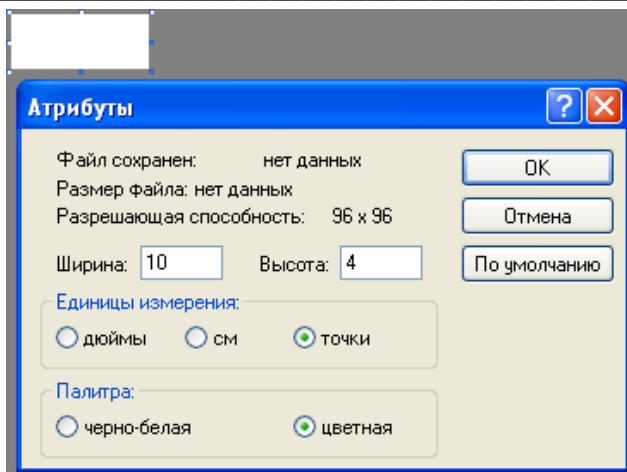 Атрибуты
?
Файл сохранен: нет данных
OK
Размер файла: нет данных
Разрешающая способность: 96 x 96
Отмена
Ширина: 10 Высота: 4
По умолчанию
Единицы измерения:
дюймы см точки
Палитра:
черно-белая цветная